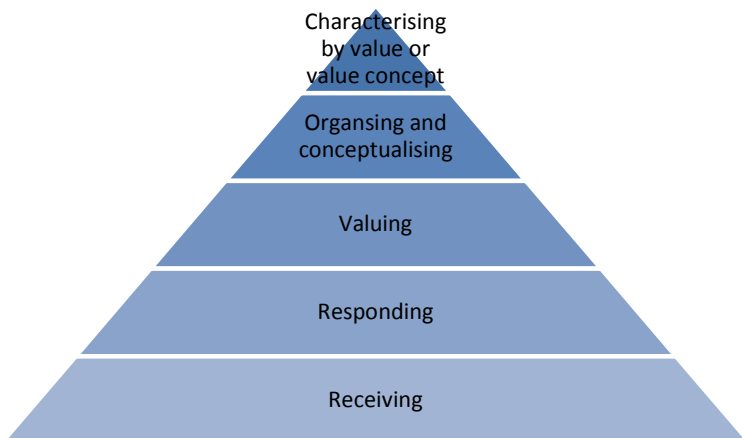 Characterising
by value or
value concept
Organsing and
conceptualising
Valuing
Responding
Receiving